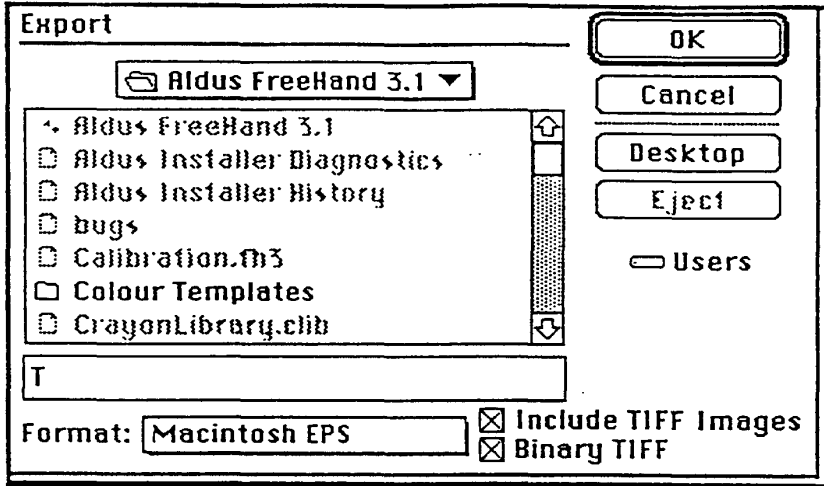 Export
Aldus FreeHand 3.1
Aldus FreeHand 3.1
Aldus Installer Diagnostics
Aldus Installer History
bugs
Calibration.fh3
Colour Templates
CrayonLibrary.clib
T
Format: Macintosh EPS
OK
Cancel
Desktop
Eject
Users
Include TIFF Images
Binary TIFF